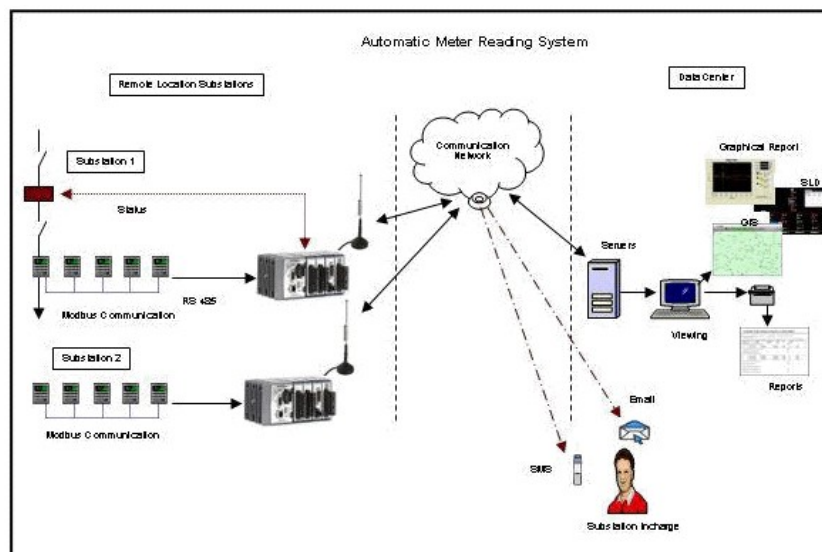 Automatic Meter Reading System
Remote Location Substations
Data Center
Substation 1
Status
Communication
Network
Graphical Report
SLD
GIS
Servers
RS 485
Modbus Communication
Viewing
Substation 2
Reports
Modbus Communication
Email
SMS
Substation Incharge